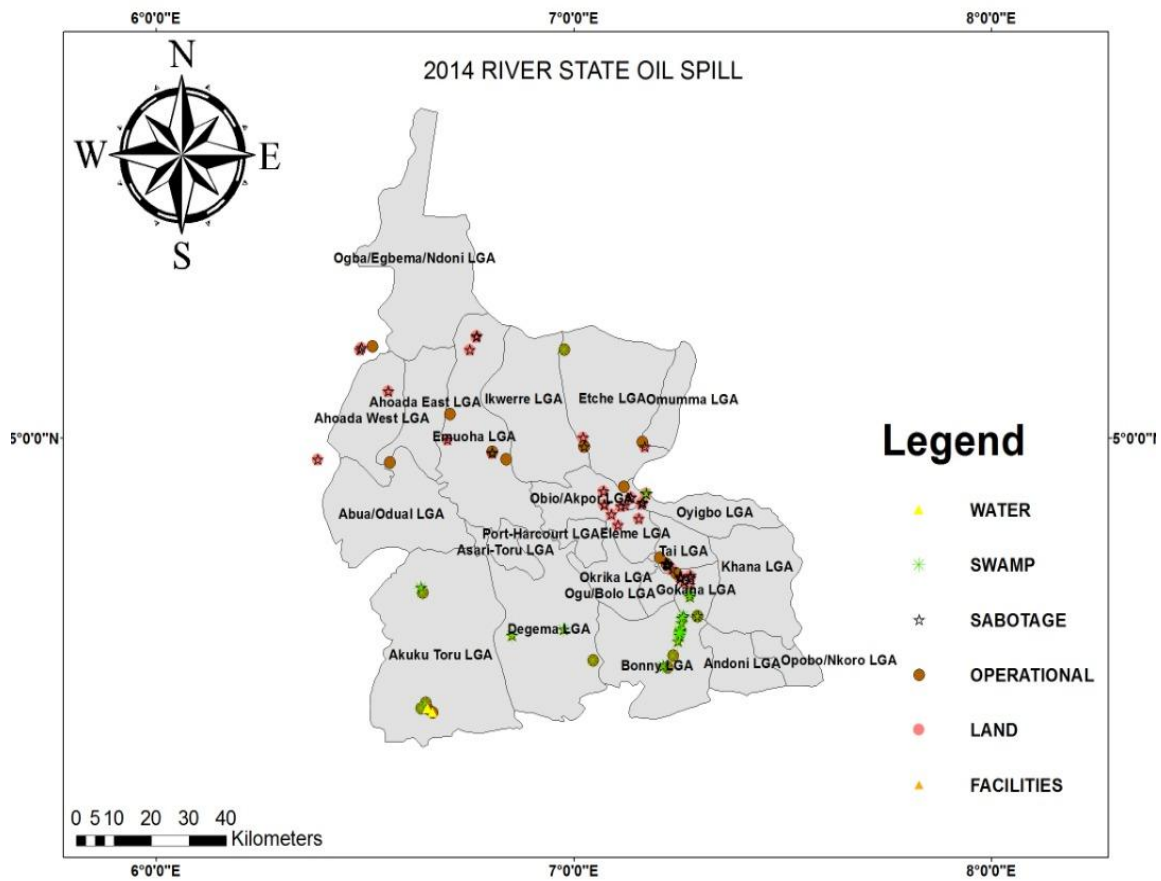 6°0'0"E 7°0'0"E 8°0'0"E
2014 RIVER STATE OIL SPILL
N
W E
S
Ogba/Egbema/Ndoni LGA
Ahoada East LGA
Ikwerre LGA
Etche LGA
Omumma LGA
Ahoada West LGA
5°0'0"N
5°0'0"N
Emuoha LGA
Legend
Obio/Akpor LGA
WATER
Abua/Odual LGA
Oyigbo LGA
Port-Harcourt LGA
Eleme LGA
Asari-Toru LGA
Tai LGA
SWAMP
Khana LGA
Okrika LGA
Ogu/Bolo LGA
Gokana LGA
SABOTAGE
Degema LGA
Akuku Toru LGA
Bonny LGA
Andoni LGA
Opobo/Nkoro LGA
OPERATIONAL
LAND
FACILITIES
0 5 10 20 30 40
Kilometers
6°0'0"E 7°0'0"E 8°0'0"E